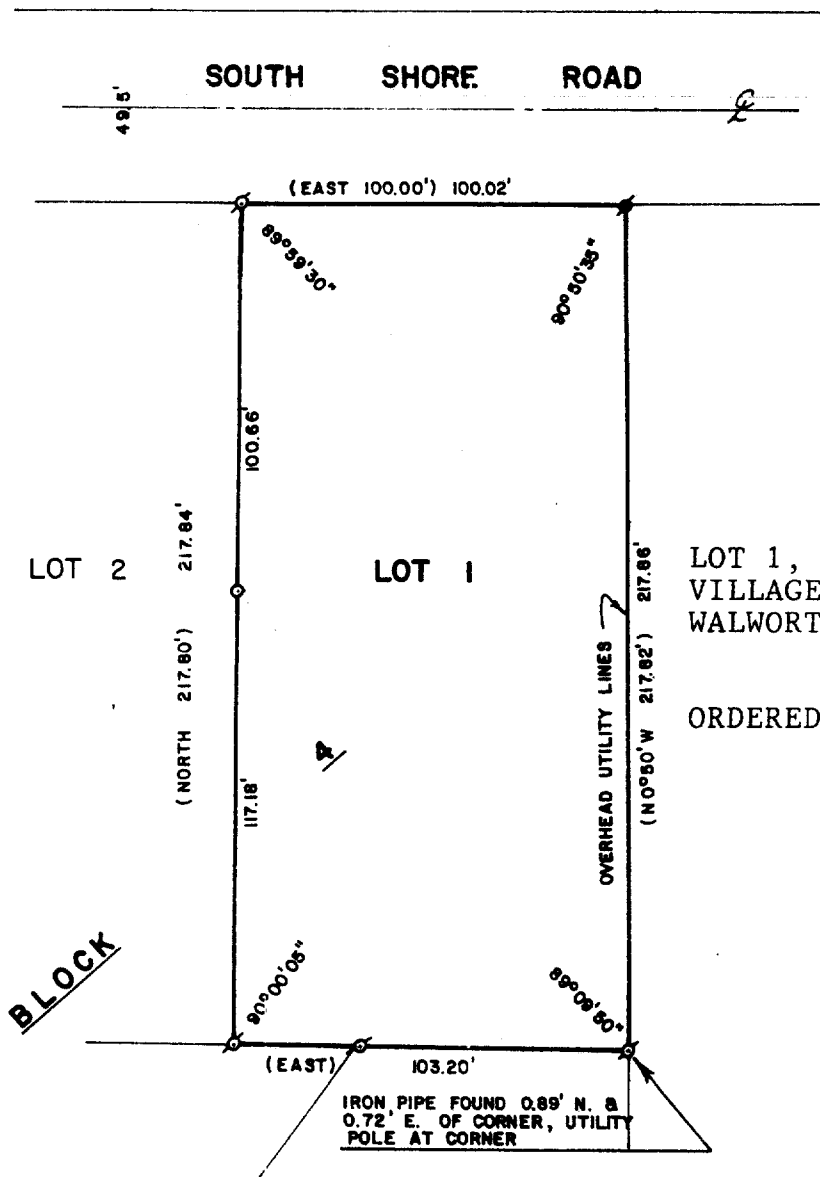 SOUTH SHORE ROAD
49.5'
(EAST 100.00') 100.02'
89°59'30"
90°50'35"
100.66'
217.84'
(NORTH 217.80')
117.18'
LOT 2
LOT 1
4
OVERHEAD UTILITY LINES
217.86'
(N0°50'W 217.82')
LOT 1,
VILLAGE
WALWORT
ORDERED
BLOCK
90°00'05"
89°09'50"
(EAST) 103.20'
IRON PIPE FOUND 0.89' N. &
0.72' E. OF CORNER, UTILITY
POLE AT CORNER